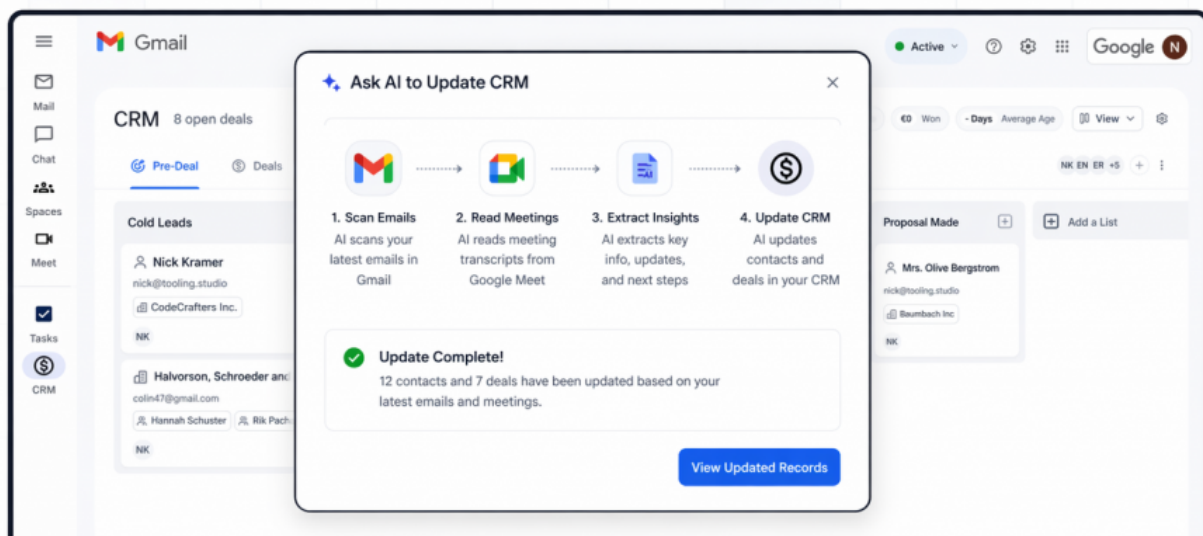 Gmail
Active
Google N
Mail
Chat
Spaces
Meet
Tasks
CRM
CRM 8 open deals
€0 Won
- Days Average Age
View
Pre-Deal
Deals
NK EN ER +5
Cold Leads
Nick Kramer
nick@tooling.studio
CodeCrafters Inc.
NK
Halvorson, Schroeder and
colin47@gmail.com
Hannah Schuster
Rik Pach
NK
Ask AI to Update CRM
1. Scan Emails
AI scans your
latest emails in
Gmail
2. Read Meetings
AI reads meeting
transcripts from
Google Meet
AI
3. Extract Insights
AI extracts key
info, updates,
and next steps
4. Update CRM
AI updates
contacts and
deals in your CRM
Update Complete!
12 contacts and 7 deals have been updated based on your
latest emails and meetings.
View Updated Records
Proposal Made
Mrs. Olive Bergstrom
nick@tooling.studio
Baumbach Inc
NK
Add a List